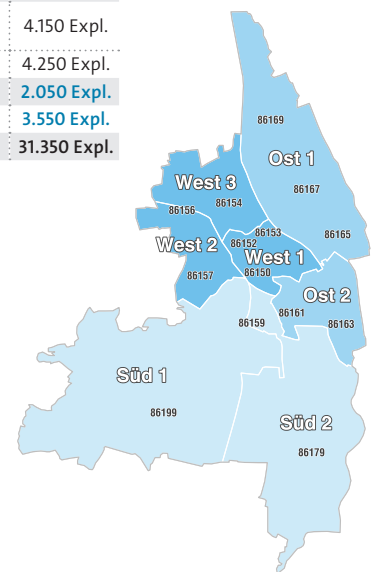 4.150 Expl.
4.250 Expl.
2.050 Expl.
3.550 Expl.
31.350 Expl.
86169
Ost 1
86167
West 3
86154
86156
86153
86165
West 2
86152
West 1
86157
86150
Ost 2
86161
86159
86163
Süd 1
86199
Süd 2
86179